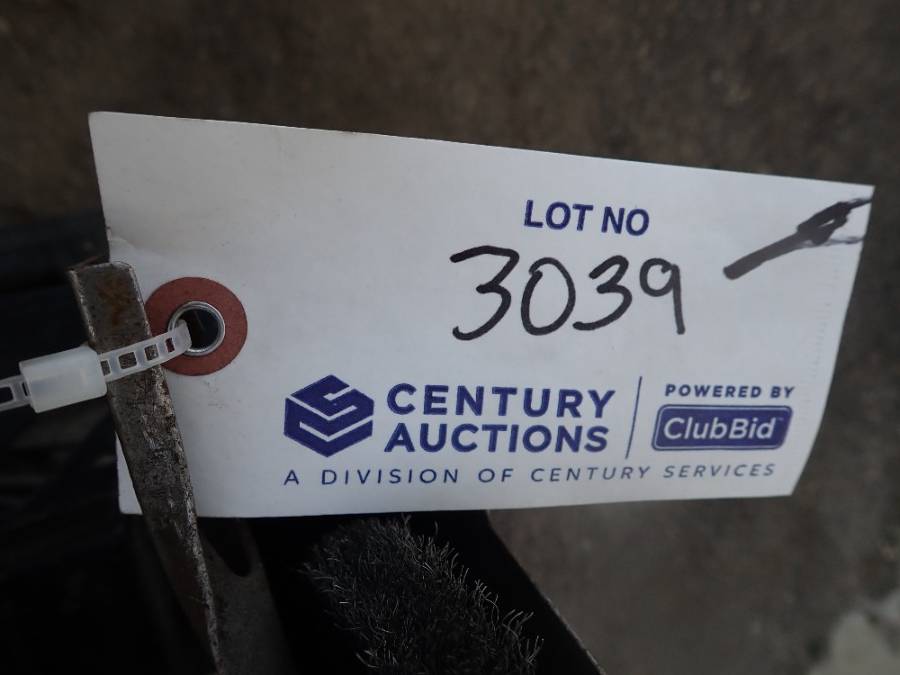 LOT NO
3039
CENTURY
AUCTIONS
POWERED BY
ClubBid
A DIVISION OF CENTURY SERVICES